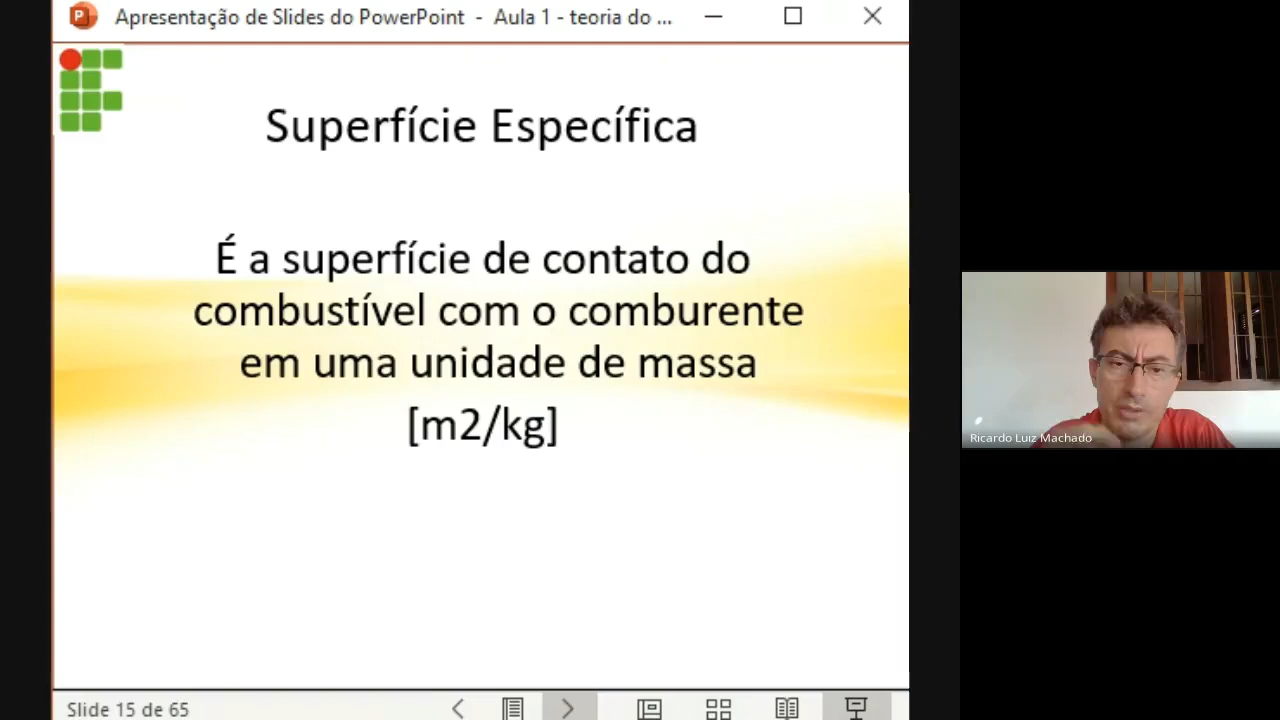 Apresentação de Slides do PowerPoint - Aula 1 - teoria do ...
Superfície Específica
É a superfície de contato do
combustível com o comburente
em uma unidade de massa
[m2/kg]
Ricardo Luiz Machado
Slide 15 de 65